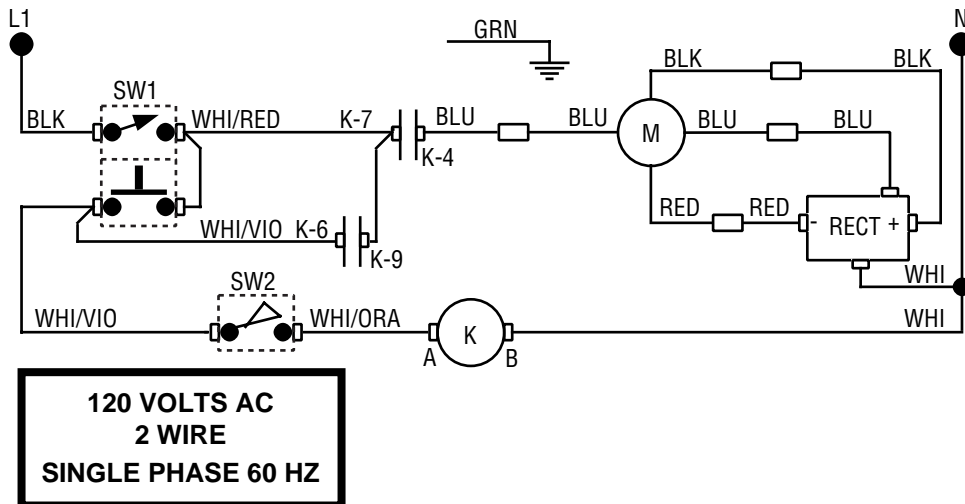 L1
N
GRN
BLK
BLK
SW1
BLK
WHI/RED
K-7
BLU
BLU
M
BLU
BLU
K-4
RED
RED
- RECT +
WHI/VIO
K-6
K-9
WHI
SW2
WHI/VIO
WHI/ORA
K
WHI
A
B
120 VOLTS AC
2 WIRE
SINGLE PHASE 60 HZ